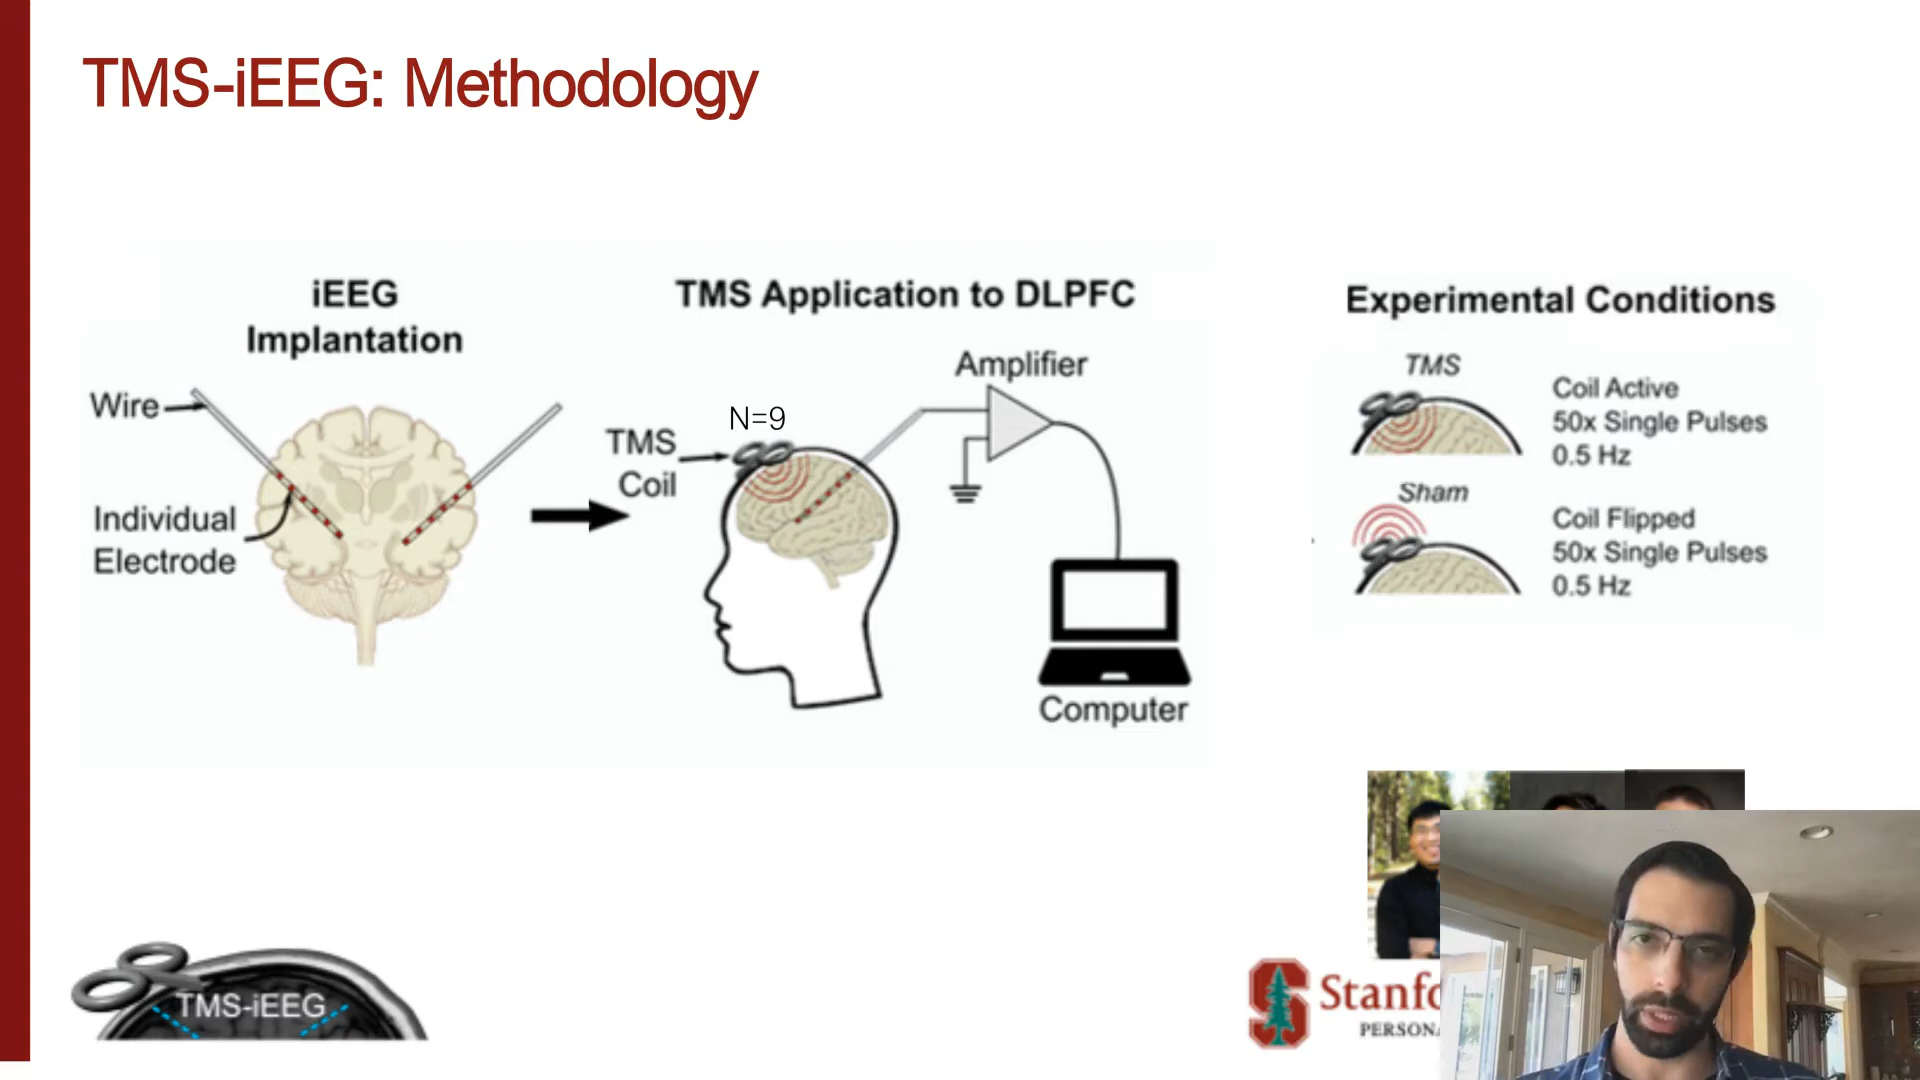 TMS-iEEG: Methodology
iEEG
Implantation
Wire
Individual
Electrode
TMS Application to DLPFC
Amplifier
N=9
TMS
Coil
Computer
Experimental Conditions
TMS
Coil Active
50x Single Pulses
0.5 Hz
Sham
Coil Flipped
50x Single Pulses
0.5 Hz
TMS-iEEG